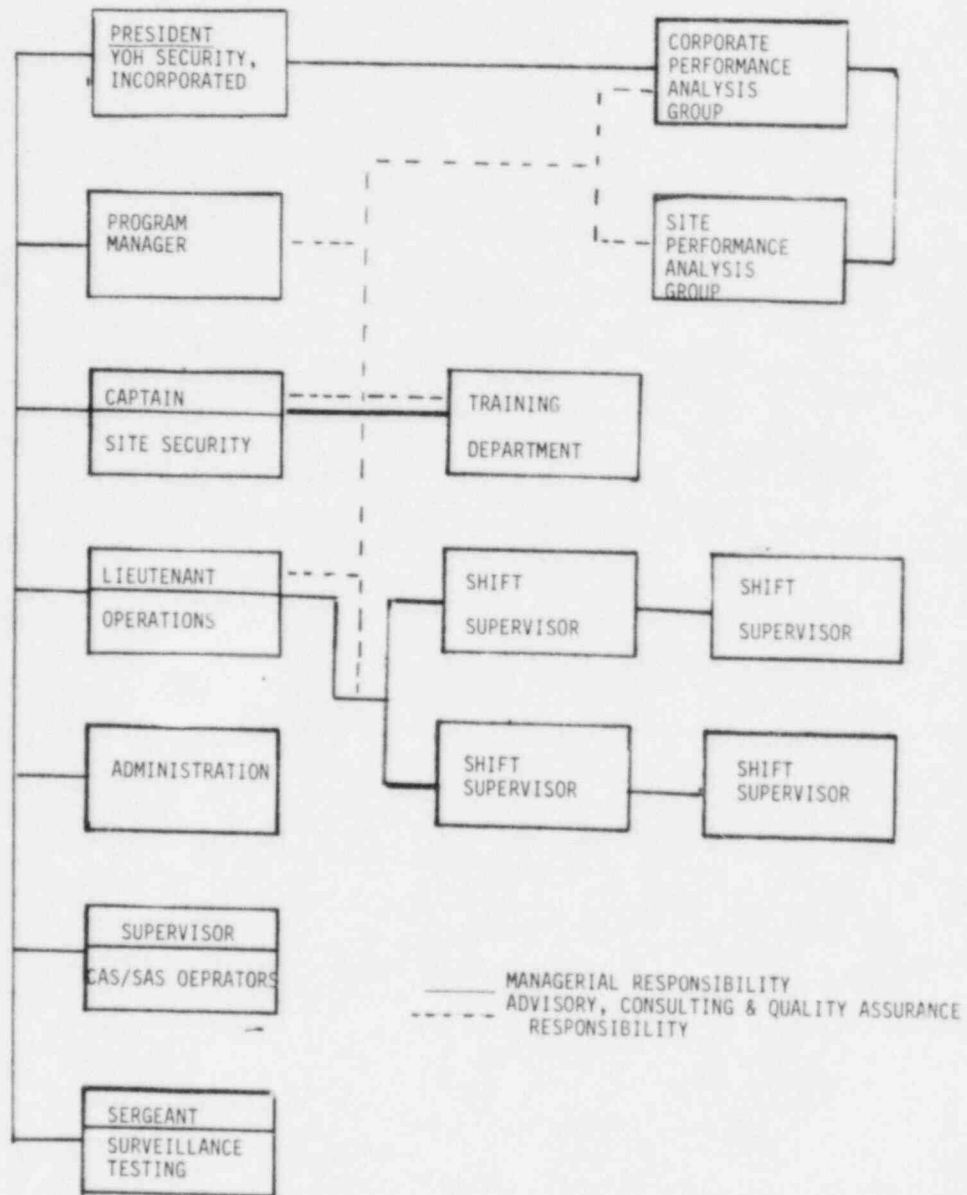 PRESIDENT
YOH SECURITY,
INCORPORATED
CORPORATE
PERFORMANCE
ANALYSIS
GROUP
PROGRAM
MANAGER
SITE
PERFORMANCE
ANALYSIS
GROUP
CAPTAIN
SITE SECURITY
TRAINING
DEPARTMENT
LIEUTENANT
OPERATIONS
SHIFT
SUPERVISOR
SHIFT
SUPERVISOR
ADMINISTRATION
SHIFT
SUPERVISOR
SHIFT
SUPERVISOR
SUPERVISOR
CAS/SAS OEPRATORS
MANAGERIAL RESPONSIBILITY
ADVISORY, CONSULTING & QUALITY ASSURANCE
RESPONSIBILITY
SERGEANT
SURVEILLANCE
TESTING